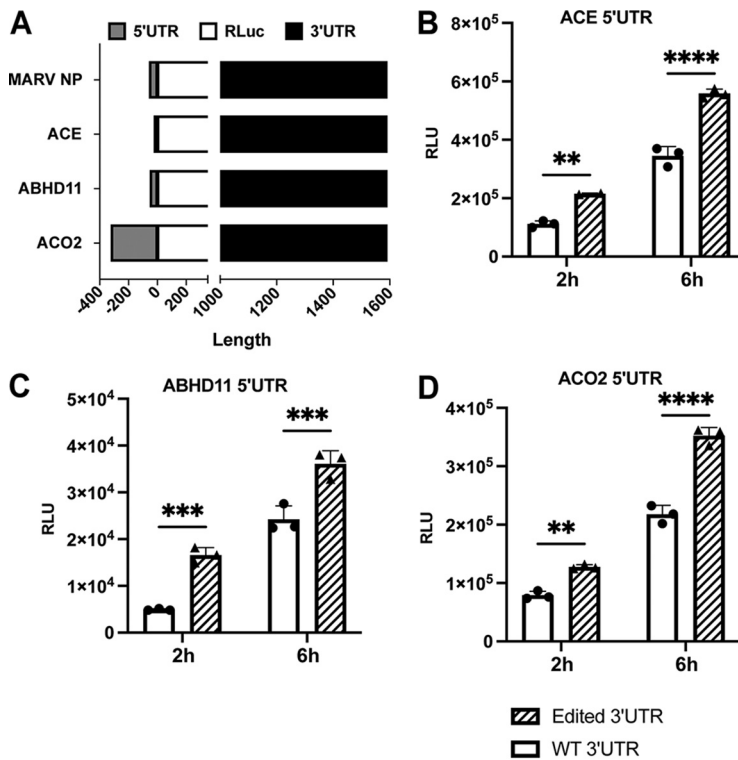 A
5'UTR RLuc 3'UTR
MARV NP
ACE
ABHD11
ACO2
-400 -200 0 200 1000 1200 1400 1600
Length
B
ACE 5'UTR
RLU
8×10⁵
6×10⁵
4×10⁵
2×10⁵
0
** ****
2h 6h
C
ABHD11 5'UTR
RLU
5×10⁴
4×10⁴
3×10⁴
2×10⁴
1×10⁴
0
*** ***
2h 6h
D
ACO2 5'UTR
RLU
4×10⁵
3×10⁵
2×10⁵
1×10⁵
0
** ****
2h 6h
Edited 3'UTR
WT 3'UTR